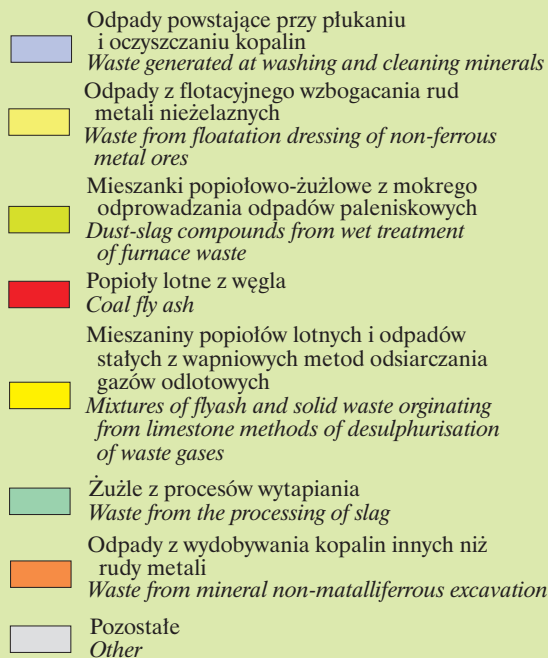 Odpady powstające przy płukaniu
i oczyszczaniu kopalin
Waste generated at washing and cleaning minerals
Odpady z flotacyjnego wzbogacania rud
metali nieżelaznych
Waste from floatation dressing of non-ferrous
metal ores
Mieszanki popiołowo-żużlowe z mokrego
odprowadzania odpadów paleniskowych
Dust-slag compounds from wet treatment
of furnace waste
Popioły lotne z węgla
Coal fly ash
Mieszaniny popiołów lotnych i odpadów
stałych z wapniowych metod odsiarczania
gazów odlotowych
Mixtures of flyash and solid waste orginating
from limestone methods of desulphurisation
of waste gases
Żużle z procesów wytapiania
Waste from the processing of slag
Odpady z wydobywania kopalin innych niż
rudy metali
Waste from mineral non-matalliferrous excavation
Pozostałe
Other